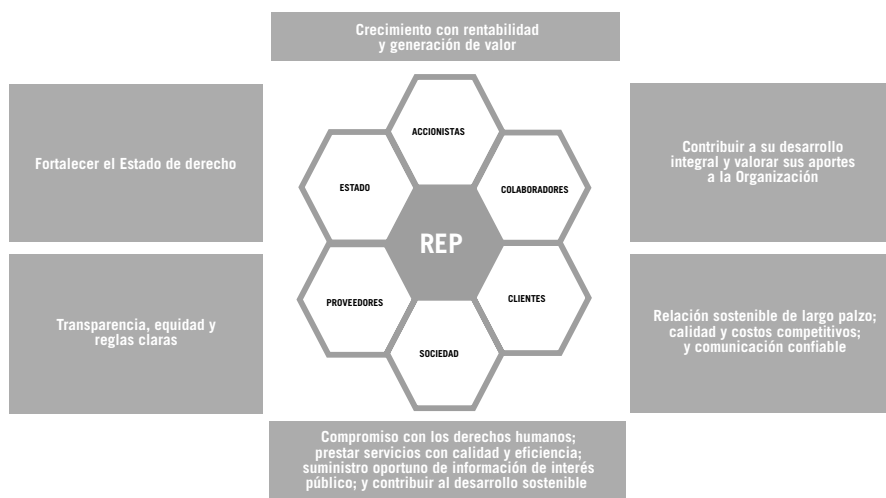 Crecimiento con rentabilidad
y generación de valor
Fortalecer el Estado de derecho
ACCIONISTAS
Contribuir a su desarrollo
integral y valorar sus aportes
a la Organización
ESTADO
COLABORADORES
REP
Transparencia, equidad y
reglas claras
PROVEEDORES
CLIENTES
Relación sostenible de largo palzo;
calidad y costos competitivos;
y comunicación confiable
SOCIEDAD
Compromiso con los derechos humanos;
prestar servicios con calidad y eficiencia;
suministro oportuno de información de interés
público; y contribuir al desarrollo sostenible